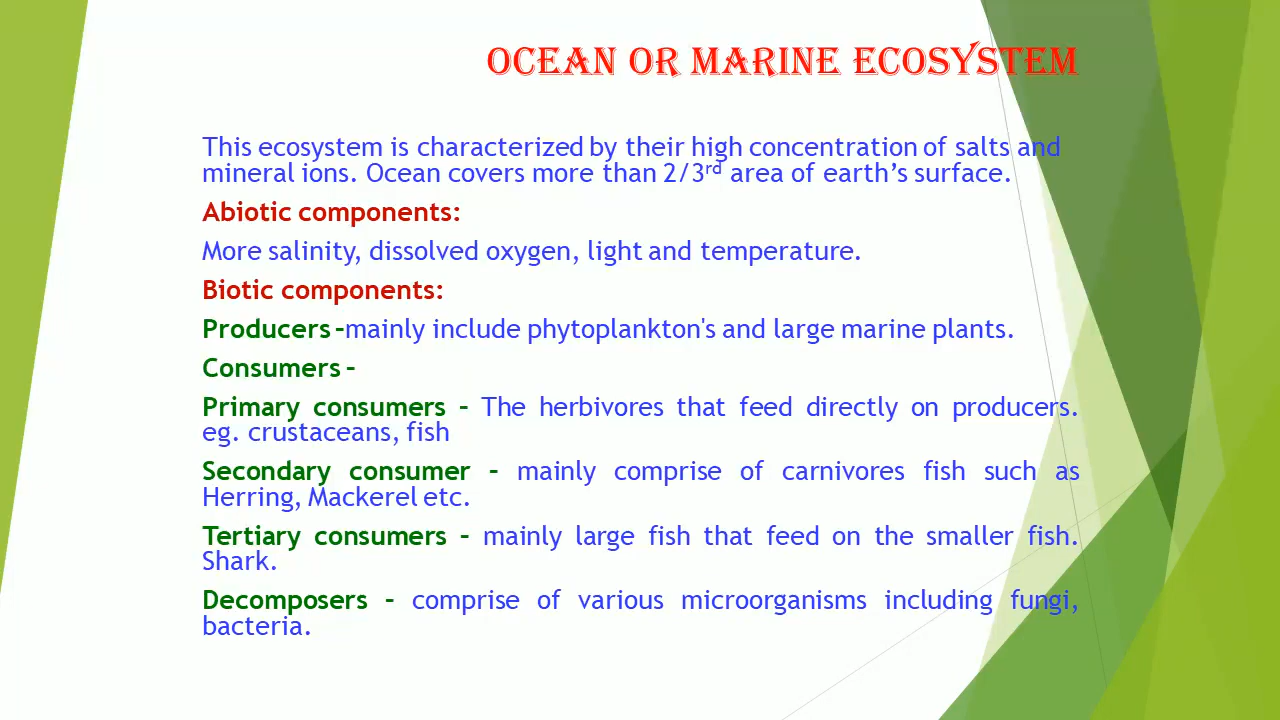 OCEAN OR MARINE ECOSYSTEM
This ecosystem is characterized by their high concentration of salts and
mineral ions. Ocean covers more than 2/3rd area of earth’s surface.
Abiotic components:
More salinity, dissolved oxygen, light and temperature.
Biotic components:
Producers –mainly include phytoplankton's and large marine plants.
Consumers –
Primary consumers – The herbivores that feed directly on producers.
eg. crustaceans, fish
Secondary consumer – mainly comprise of carnivores fish such as
Herring, Mackerel etc.
Tertiary consumers – mainly large fish that feed on the smaller fish.
Shark.
Decomposers – comprise of various microorganisms including fungi,
bacteria.